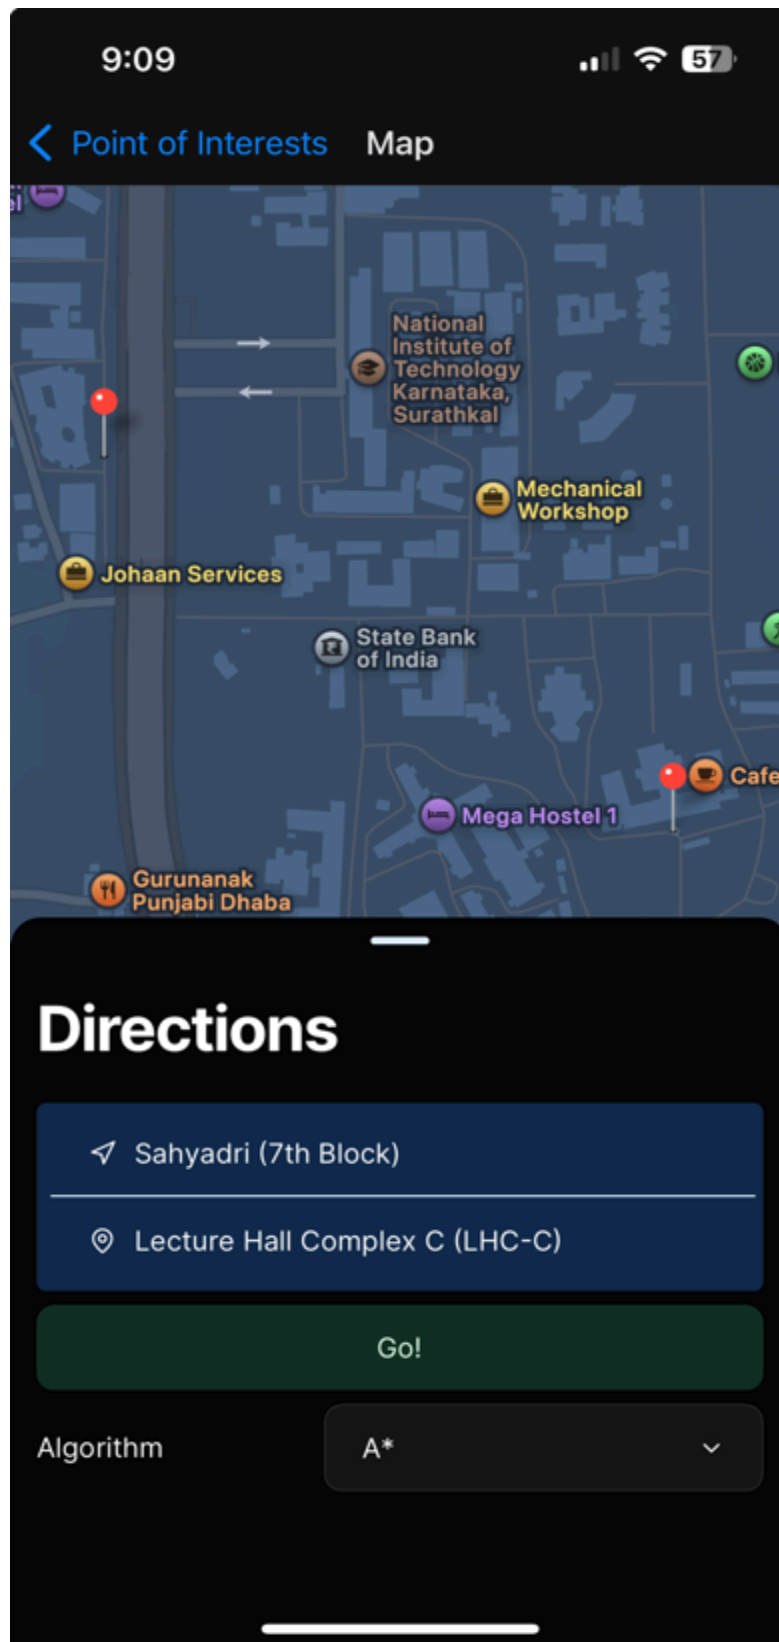 9:09
57
Point of Interests
Map
el
National
Institute of
Technology
Karnataka,
Surathkal
Mechanical
Workshop
Johaan Services
State Bank
of India
Cafe
Mega Hostel 1
Gurunanak
Punjabi Dhaba
Directions
Sahyadri (7th Block)
Lecture Hall Complex C (LHC-C)
Go!
Algorithm
A*